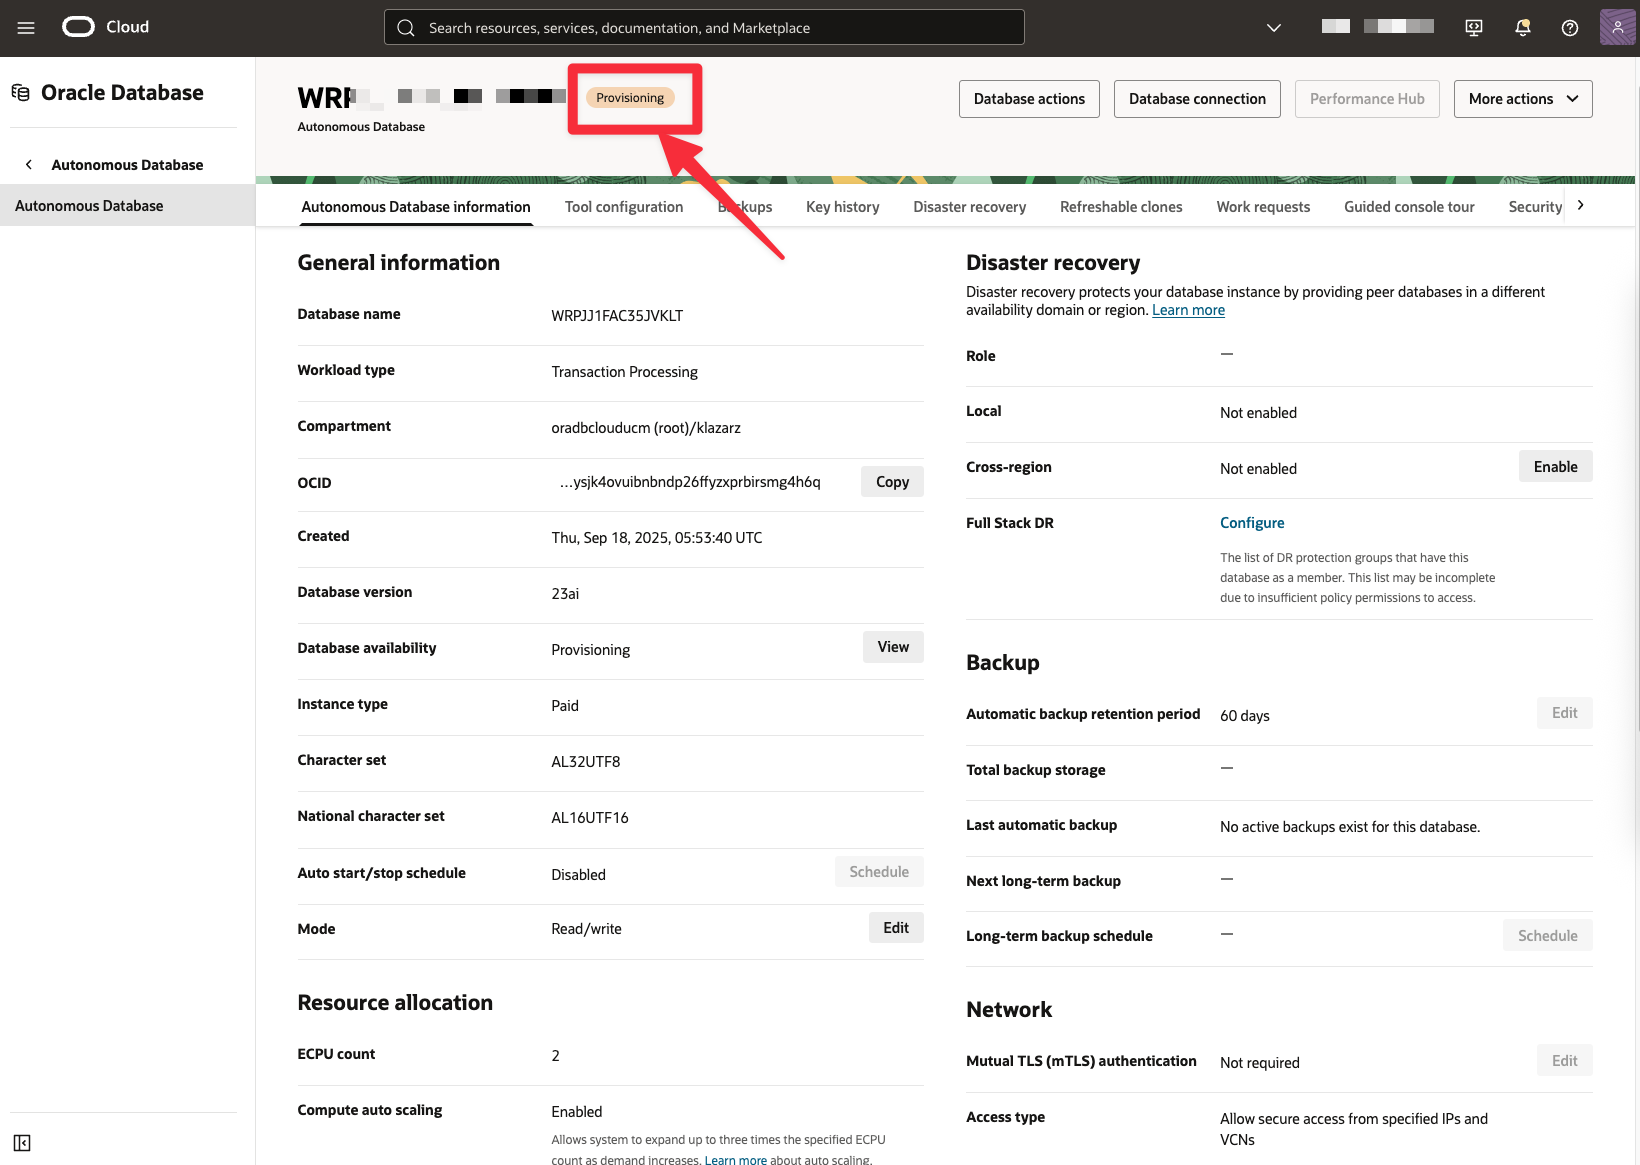 Cloud
Search resources, services, documentation, and Marketplace
Oracle Database
Autonomous Database
Autonomous Database
Provisioning
Autonomous Database
Database actions
Database connection
Performance Hub
More actions
Autonomous Database information
Tool configuration
Backups
Key history
Disaster recovery
Refreshable clones
Work requests
Guided console tour
Security
General information
Database name
WRPJJ1FAC35JVKLT
Workload type
Transaction Processing
Compartment
oradbclouducm (root)/klazarz
OCID
...ysjk4ovuibnbndp26ffyzxprbirsmg4h6q
Copy
Created
Thu, Sep 18, 2025, 05:53:40 UTC
Database version
23ai
Database availability
Provisioning
View
Instance type
Paid
Character set
AL32UTF8
National character set
AL16UTF16
Auto start/stop schedule
Disabled
Schedule
Mode
Read/write
Edit
Resource allocation
ECPU count
2
Compute auto scaling
Enabled
Allows system to expand up to three times the specified ECPU
count as demand increases. Learn more about auto scaling.
Disaster recovery
Disaster recovery protects your database instance by providing peer databases in a different
availability domain or region. Learn more
Role
—
Local
Not enabled
Cross-region
Not enabled
Enable
Full Stack DR
Configure
The list of DR protection groups that have this
database as a member. This list may be incomplete
due to insufficient policy permissions to access.
Backup
Automatic backup retention period
60 days
Edit
Total backup storage
—
Last automatic backup
No active backups exist for this database.
Next long-term backup
—
Long-term backup schedule
—
Schedule
Network
Mutual TLS (mTLS) authentication
Not required
Edit
Access type
Allow secure access from specified IPs and
VCNs